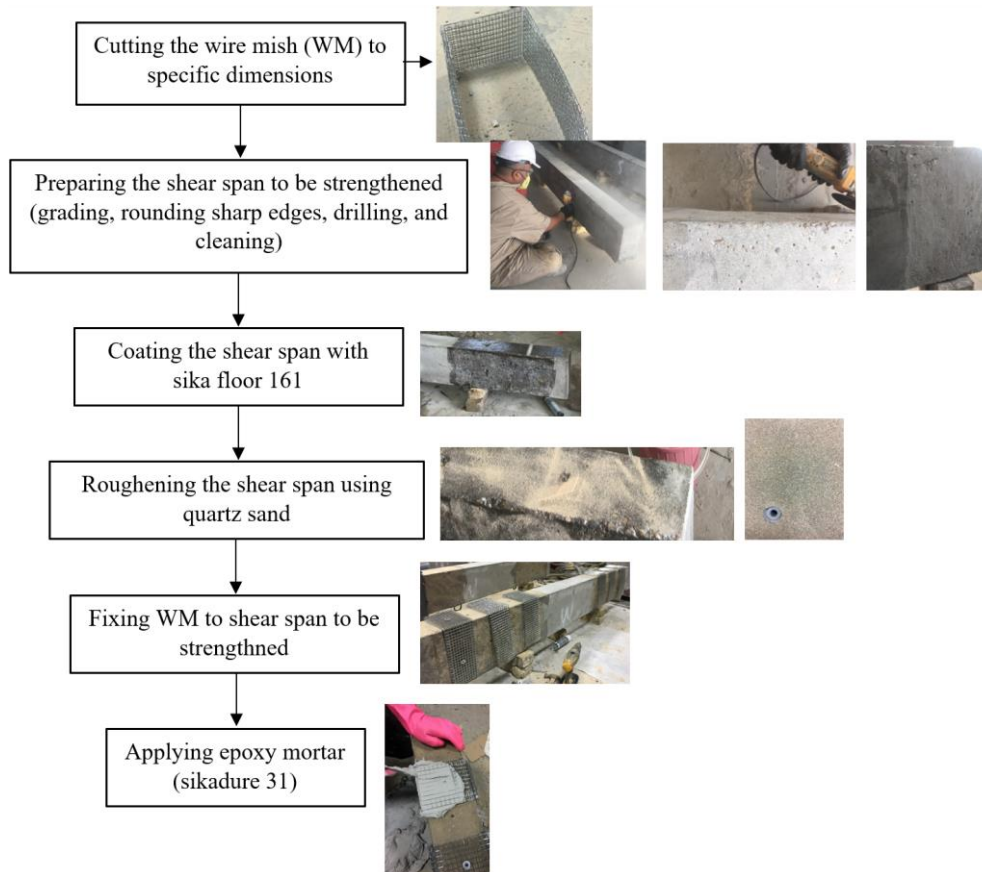 Cutting the wire mish (WM) to
specific dimensions
Preparing the shear span to be strengthened
(grading, rounding sharp edges, drilling, and
cleaning)
Coating the shear span with
sika floor 161
Roughening the shear span using
quartz sand
Fixing WM to shear span to be
strengthned
Applying epoxy mortar
(sikadure 31)